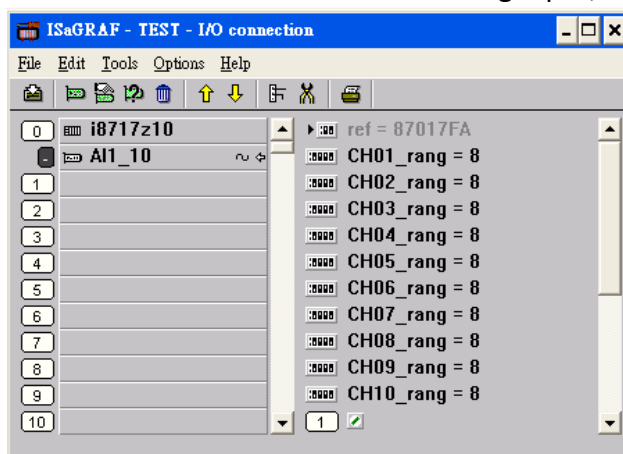 ISaGRAF - TEST - I/O connection
File Edit Tools Options Help
0 i8717z10
AI1_10
1
2
3
4
5
6
7
8
9
10
ref = 87017FA
CH01_rang = 8
CH02_rang = 8
CH03_rang = 8
CH04_rang = 8
CH05_rang = 8
CH06_rang = 8
CH07_rang = 8
CH08_rang = 8
CH09_rang = 8
CH10_rang = 8
1